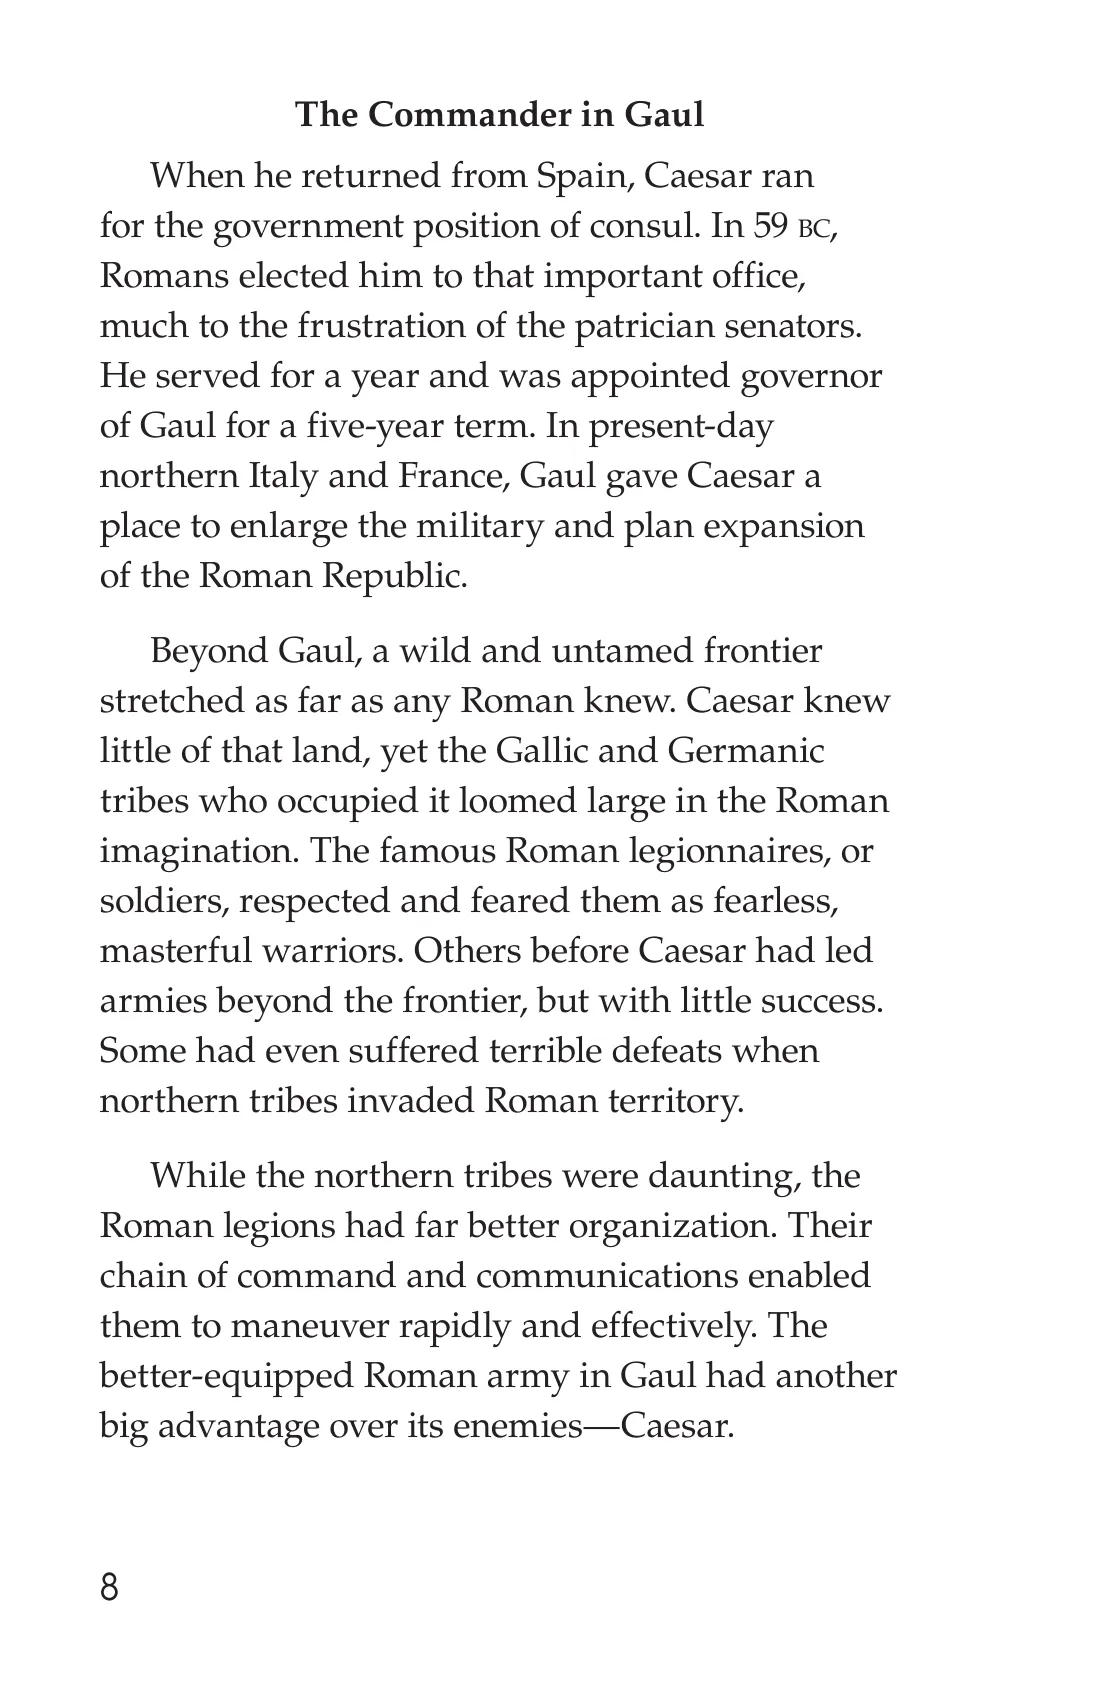 The Commander in Gaul
When he returned from Spain, Caesar ran
for the government position of consul. In 59 BC,
Romans elected him to that important office,
much to the frustration of the patrician senators.
He served for a year and was appointed governor
of Gaul for a five-year term. In present-day
northern Italy and France, Gaul gave Caesar a
place to enlarge the military and plan expansion
of the Roman Republic.
Beyond Gaul, a wild and untamed frontier
stretched as far as any Roman knew. Caesar knew
little of that land, yet the Gallic and Germanic
tribes who occupied it loomed large in the Roman
imagination. The famous Roman legionnaires, or
soldiers, respected and feared them as fearless,
masterful warriors. Others before Caesar had led
armies beyond the frontier, but with little success.
Some had even suffered terrible defeats when
northern tribes invaded Roman territory.
While the northern tribes were daunting, the
Roman legions had far better organization. Their
chain of command and communications enabled
them to maneuver rapidly and effectively. The
better-equipped Roman army in Gaul had another
big advantage over its enemies—Caesar.
8